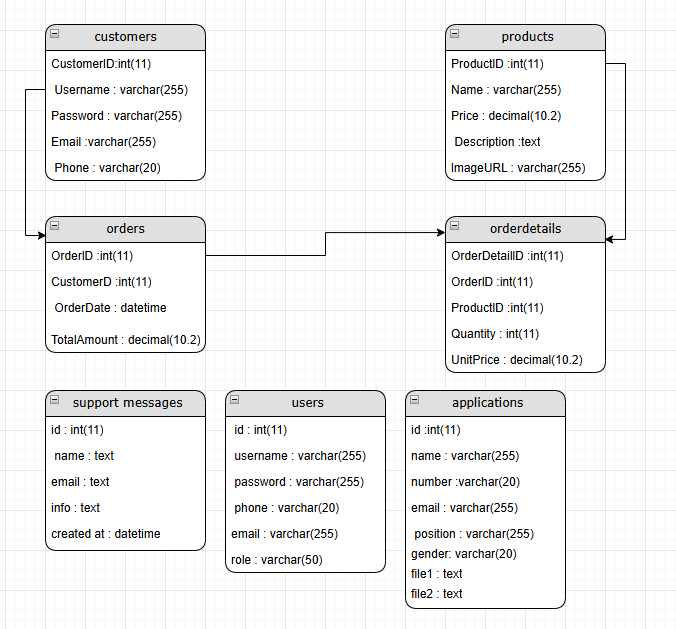 customers
CustomerID:int(11)
Username : varchar(255)
Password : varchar(255)
Email :varchar(255)
Phone : varchar(20)
products
ProductID :int(11)
Name : varchar(255)
Price : decimal(10.2)
Description :text
ImageURL : varchar(255)
orders
OrderID :int(11)
CustomerD :int(11)
OrderDate : datetime
TotalAmount : decimal(10.2)
orderdetails
OrderDetailID :int(11)
OrderID :int(11)
ProductID :int(11)
Quantity : int(11)
UnitPrice : decimal(10.2)
support messages
id : int(11)
name : text
email : text
info : text
created at : datetime
users
id : int(11)
username : varchar(255)
password : varchar(255)
phone : varchar(20)
email : varchar(255)
role : varchar(50)
applications
id :int(11)
name : varchar(255)
number :varchar(20)
email : varchar(255)
position : varchar(255)
gender: varchar(20)
file1 : text
file2 : text